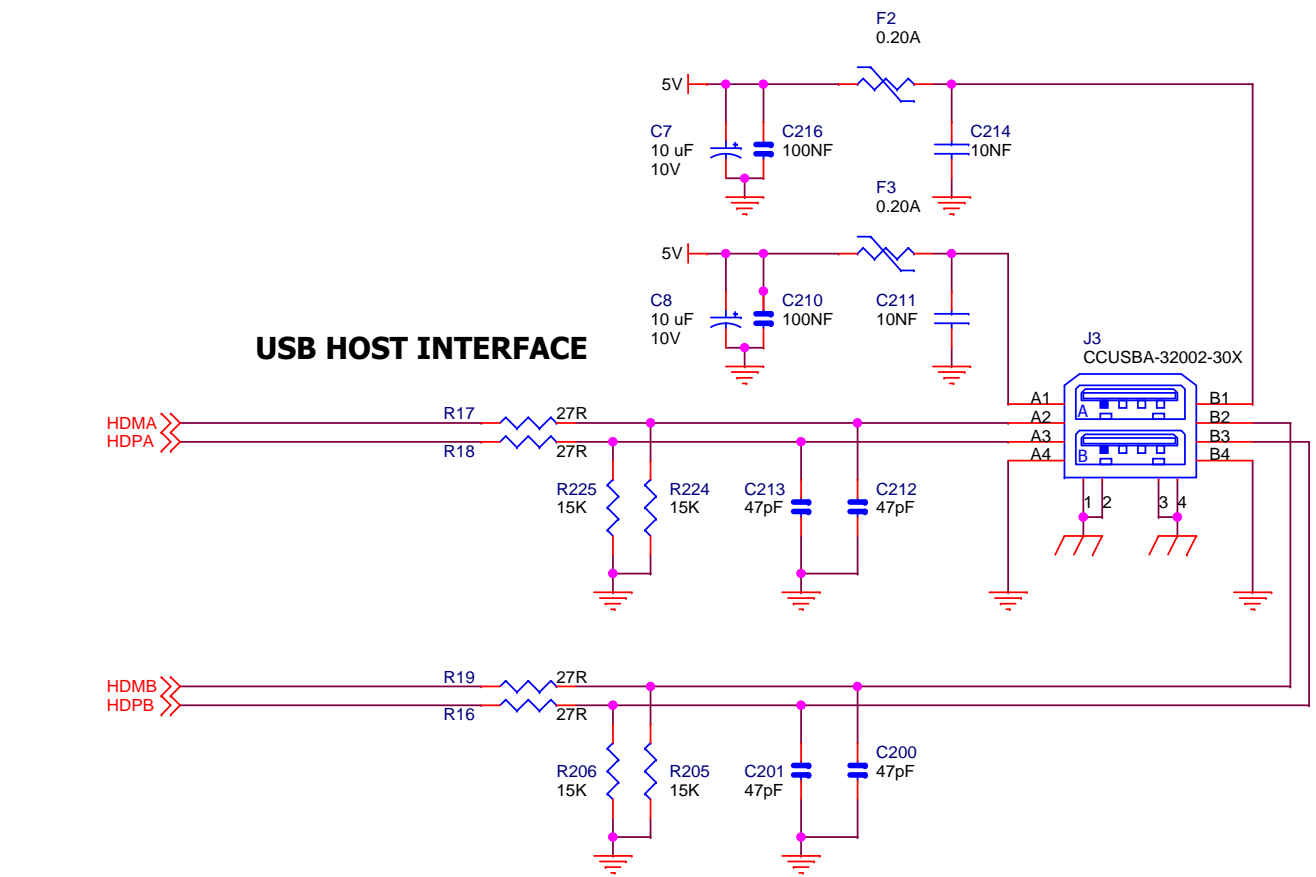 F2
0.20A
5V
C7
10 uF
10V
C216
100NF
C214
10NF
F3
0.20A
5V
C8
10 uF
10V
C210
100NF
C211
10NF
USB HOST INTERFACE
J3
CCUSBA-32002-30X
HDMA
HDPA
R17
27R
R18
27R
A1
A2
A3
A4
A
B
B1
B2
B3
B4
1
2
3
4
R225
15K
R224
15K
C213
47pF
C212
47pF
HDMB
HDPB
R19
27R
R16
27R
R206
15K
R205
15K
C201
47pF
C200
47pF